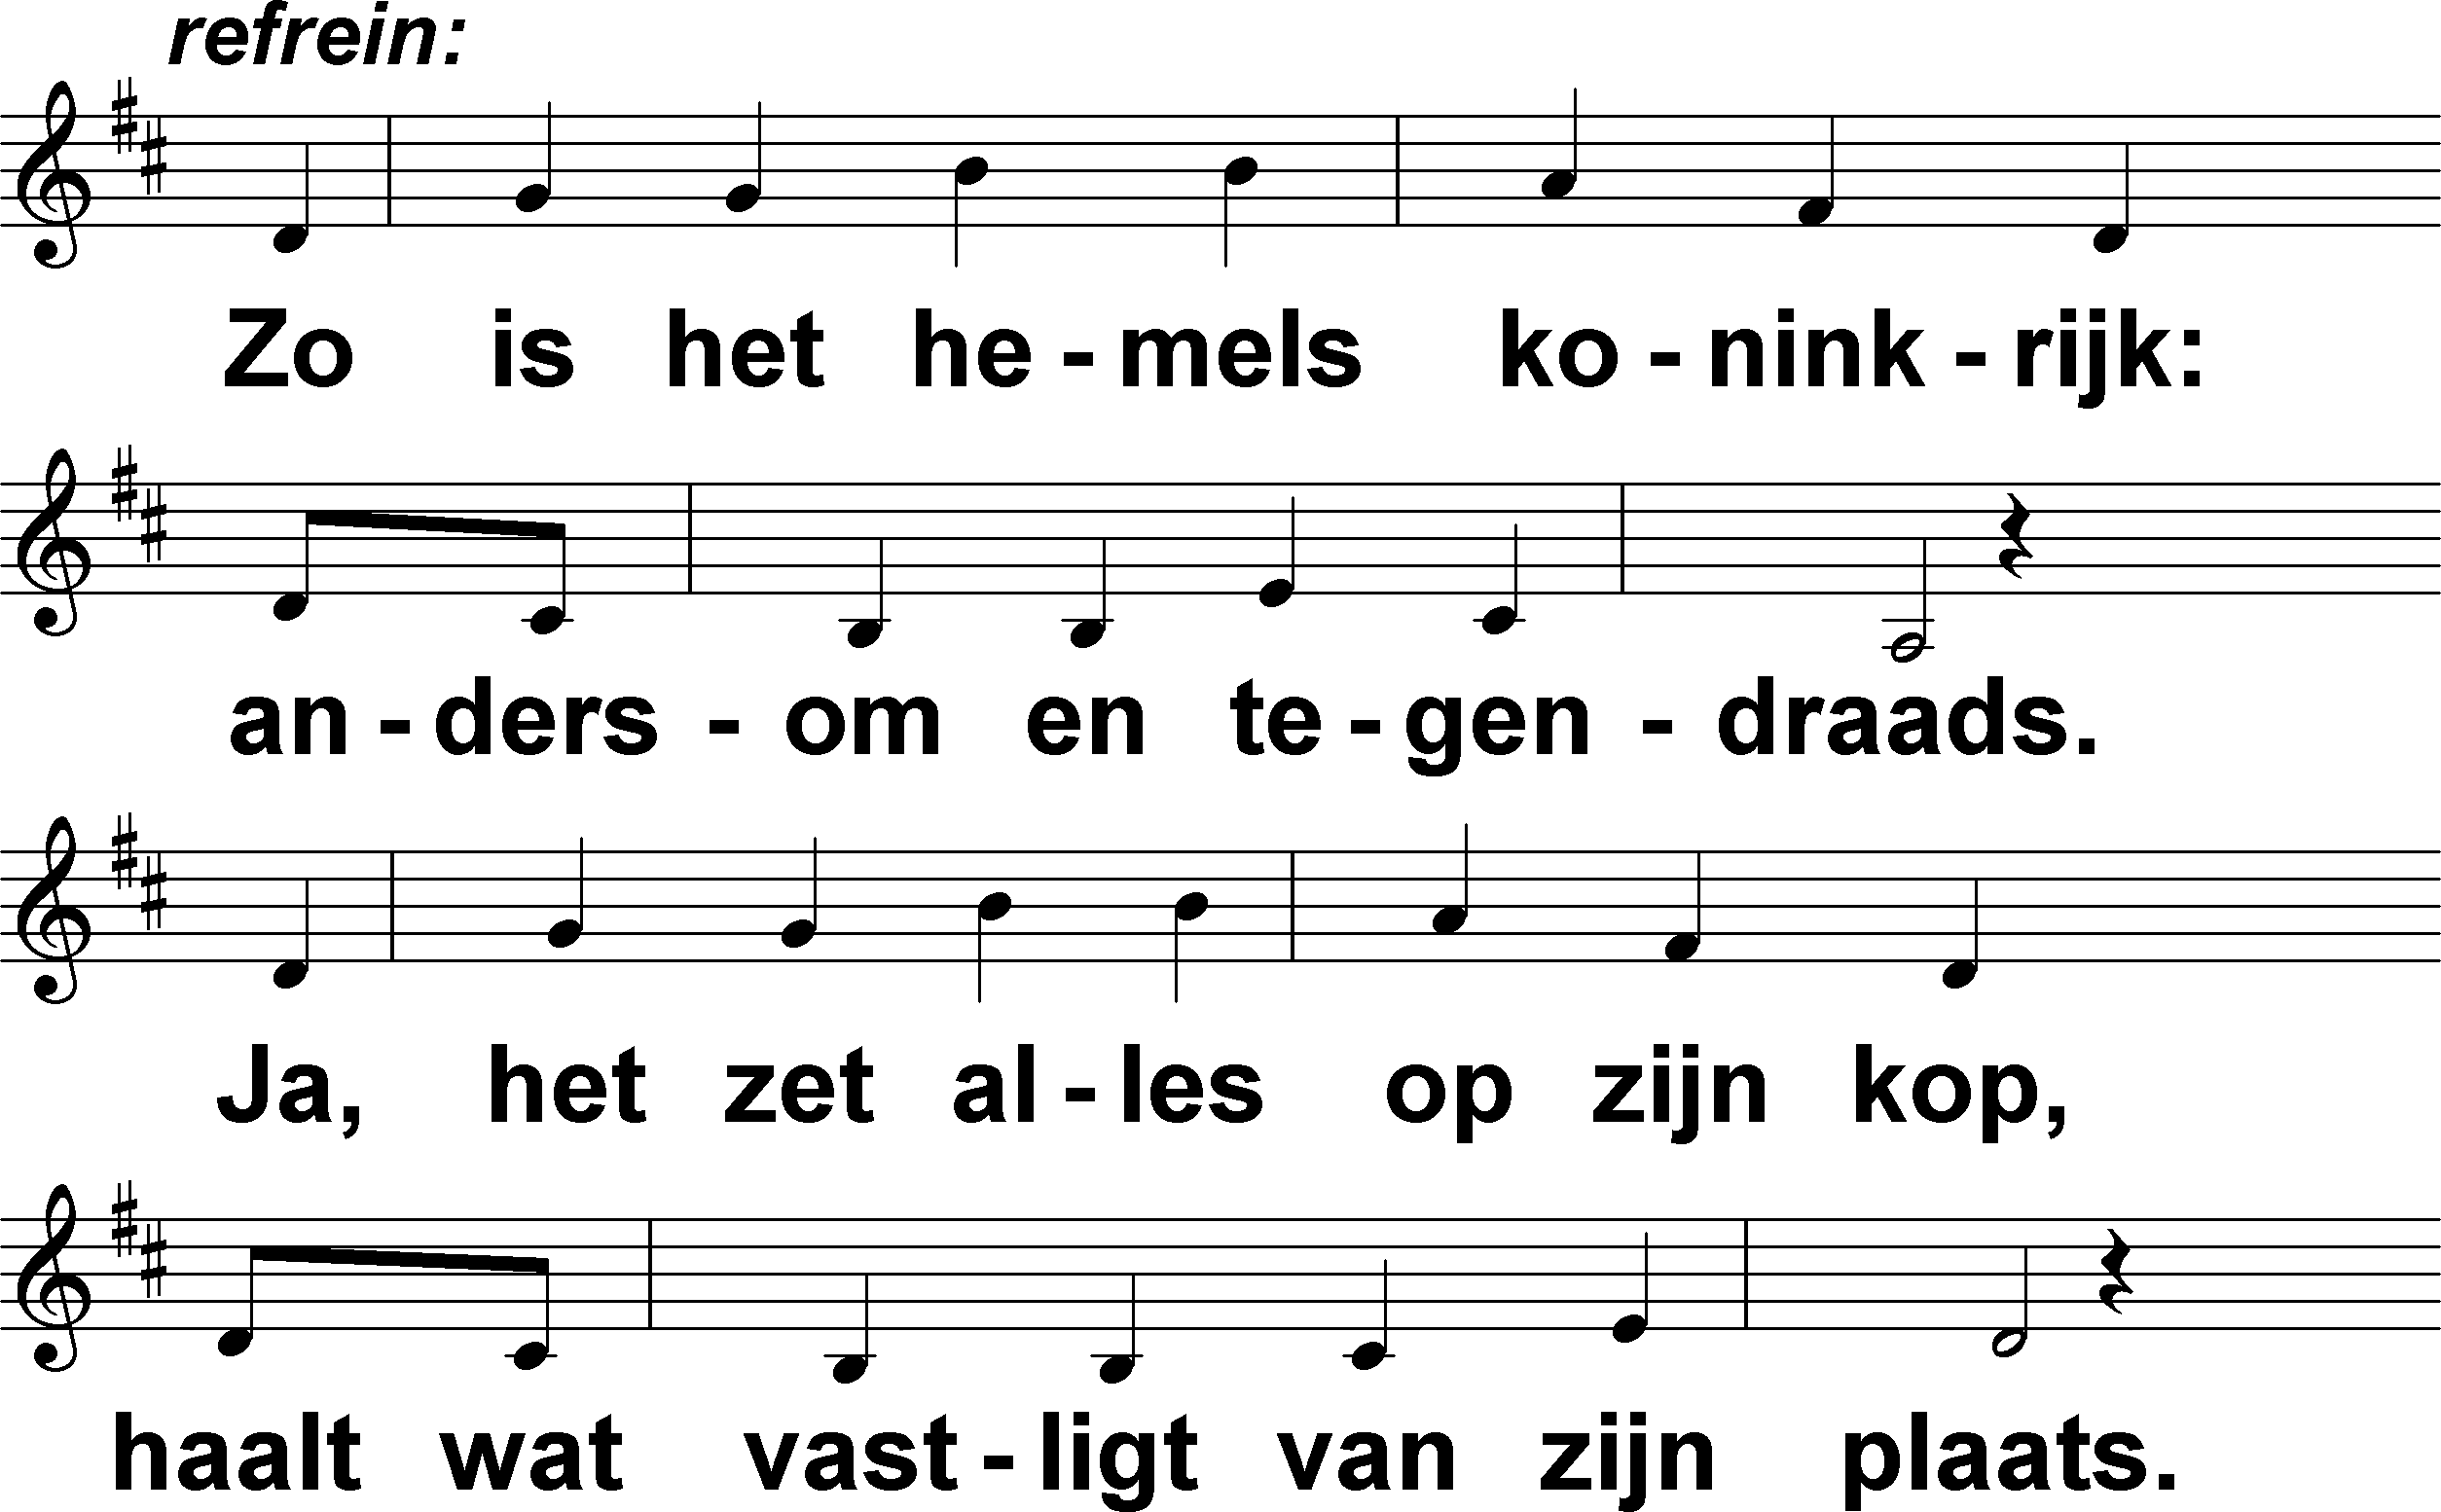 refrein:
Zo is het he-mels ko-nink-rijk:
an-ders-om en te-gen-draads.
Ja, het zet al-les op zijn kop,
haalt wat vast-ligt van zijn plaats.